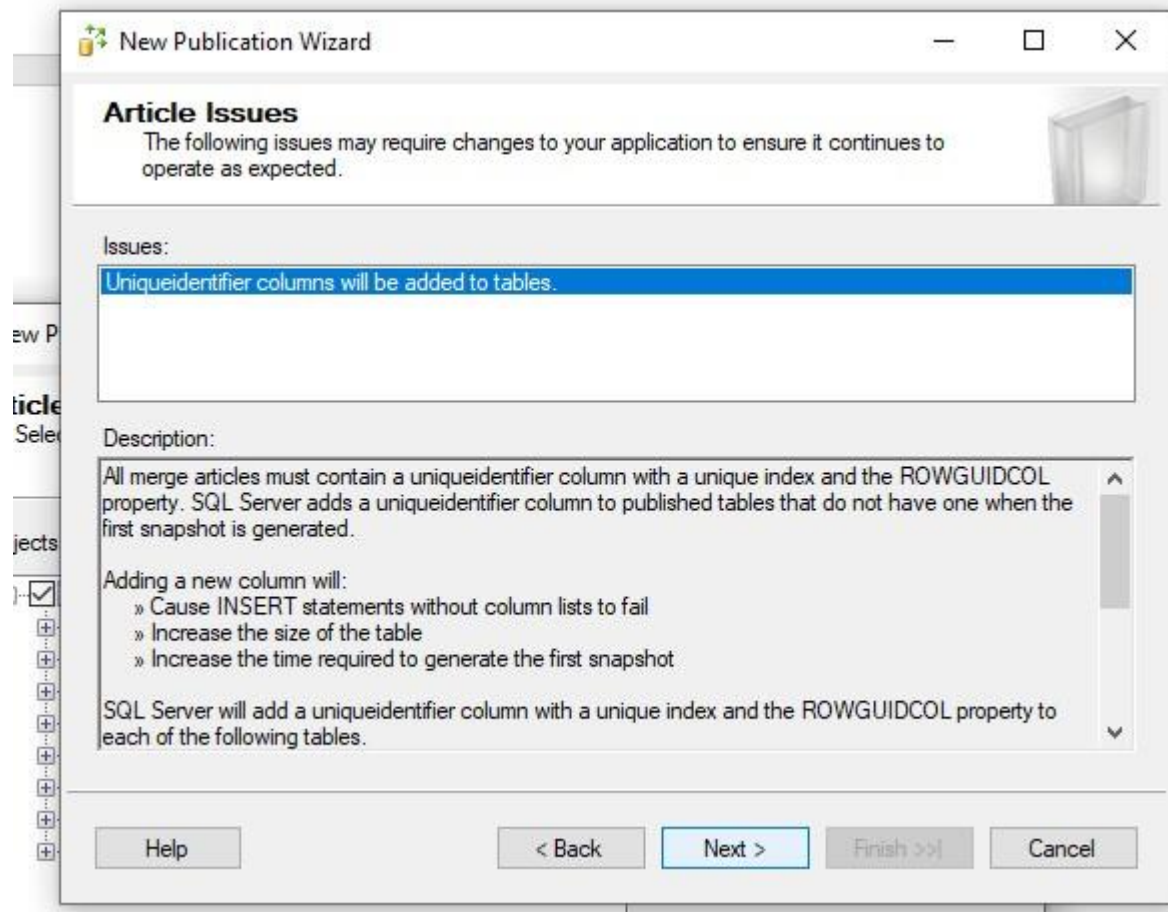 New Publication Wizard
Article Issues
The following issues may require changes to your application to ensure it continues to
operate as expected.
Issues:
Uniqueidentifier columns will be added to tables.
ew P
ticle
Selec
Description:
All merge articles must contain a uniqueidentifier column with a unique index and the ROWGUIDCOL
property. SQL Server adds a uniqueidentifier column to published tables that do not have one when the
first snapshot is generated.
jects
Adding a new column will:
» Cause INSERT statements without column lists to fail
» Increase the size of the table
» Increase the time required to generate the first snapshot
SQL Server will add a uniqueidentifier column with a unique index and the ROWGUIDCOL property to
each of the following tables.
Help
< Back
Next >
Finish >>|
Cancel